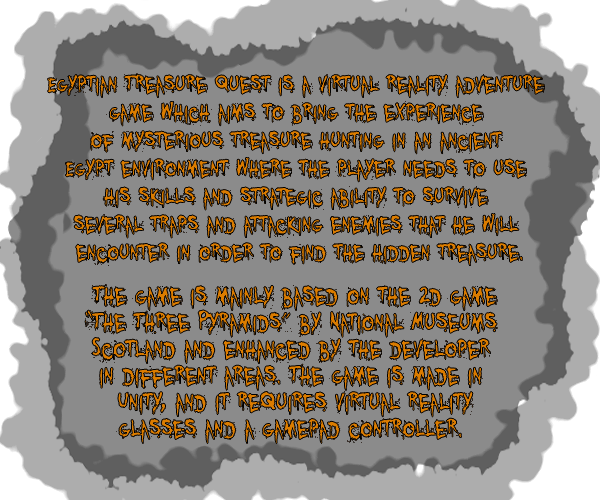 EGYPTIAN TREASURE QUEST IS A VIRTUAL REALITY ADVENTURE
GAME WHICH AIMS TO BRING THE EXPERIENCE
OF MYSTERIOUS TREASURE HUNTING IN AN ANCIENT
EGYPT ENVIRONMENT WHERE THE PLAYER NEEDS TO USE
HIS SKILLS AND STRATEGIC ABILITY TO SURVIVE
SEVERAL TRAPS AND ATTACKING ENEMIES THAT HE WILL
ENCOUNTER IN ORDER TO FIND THE HIDDEN TREASURE.
THE GAME IS MAINLY BASED ON THE 2D GAME
"THE THREE PYRAMIDS" BY NATIONAL MUSEUMS
SCOTLAND AND ENHANCED BY THE DEVELOPER
IN DIFFERENT AREAS. THE GAME IS MADE IN
UNITY, AND IT REQUIRES VIRTUAL REALITY
GLASSES AND A GAMEPAD CONTROLLER.